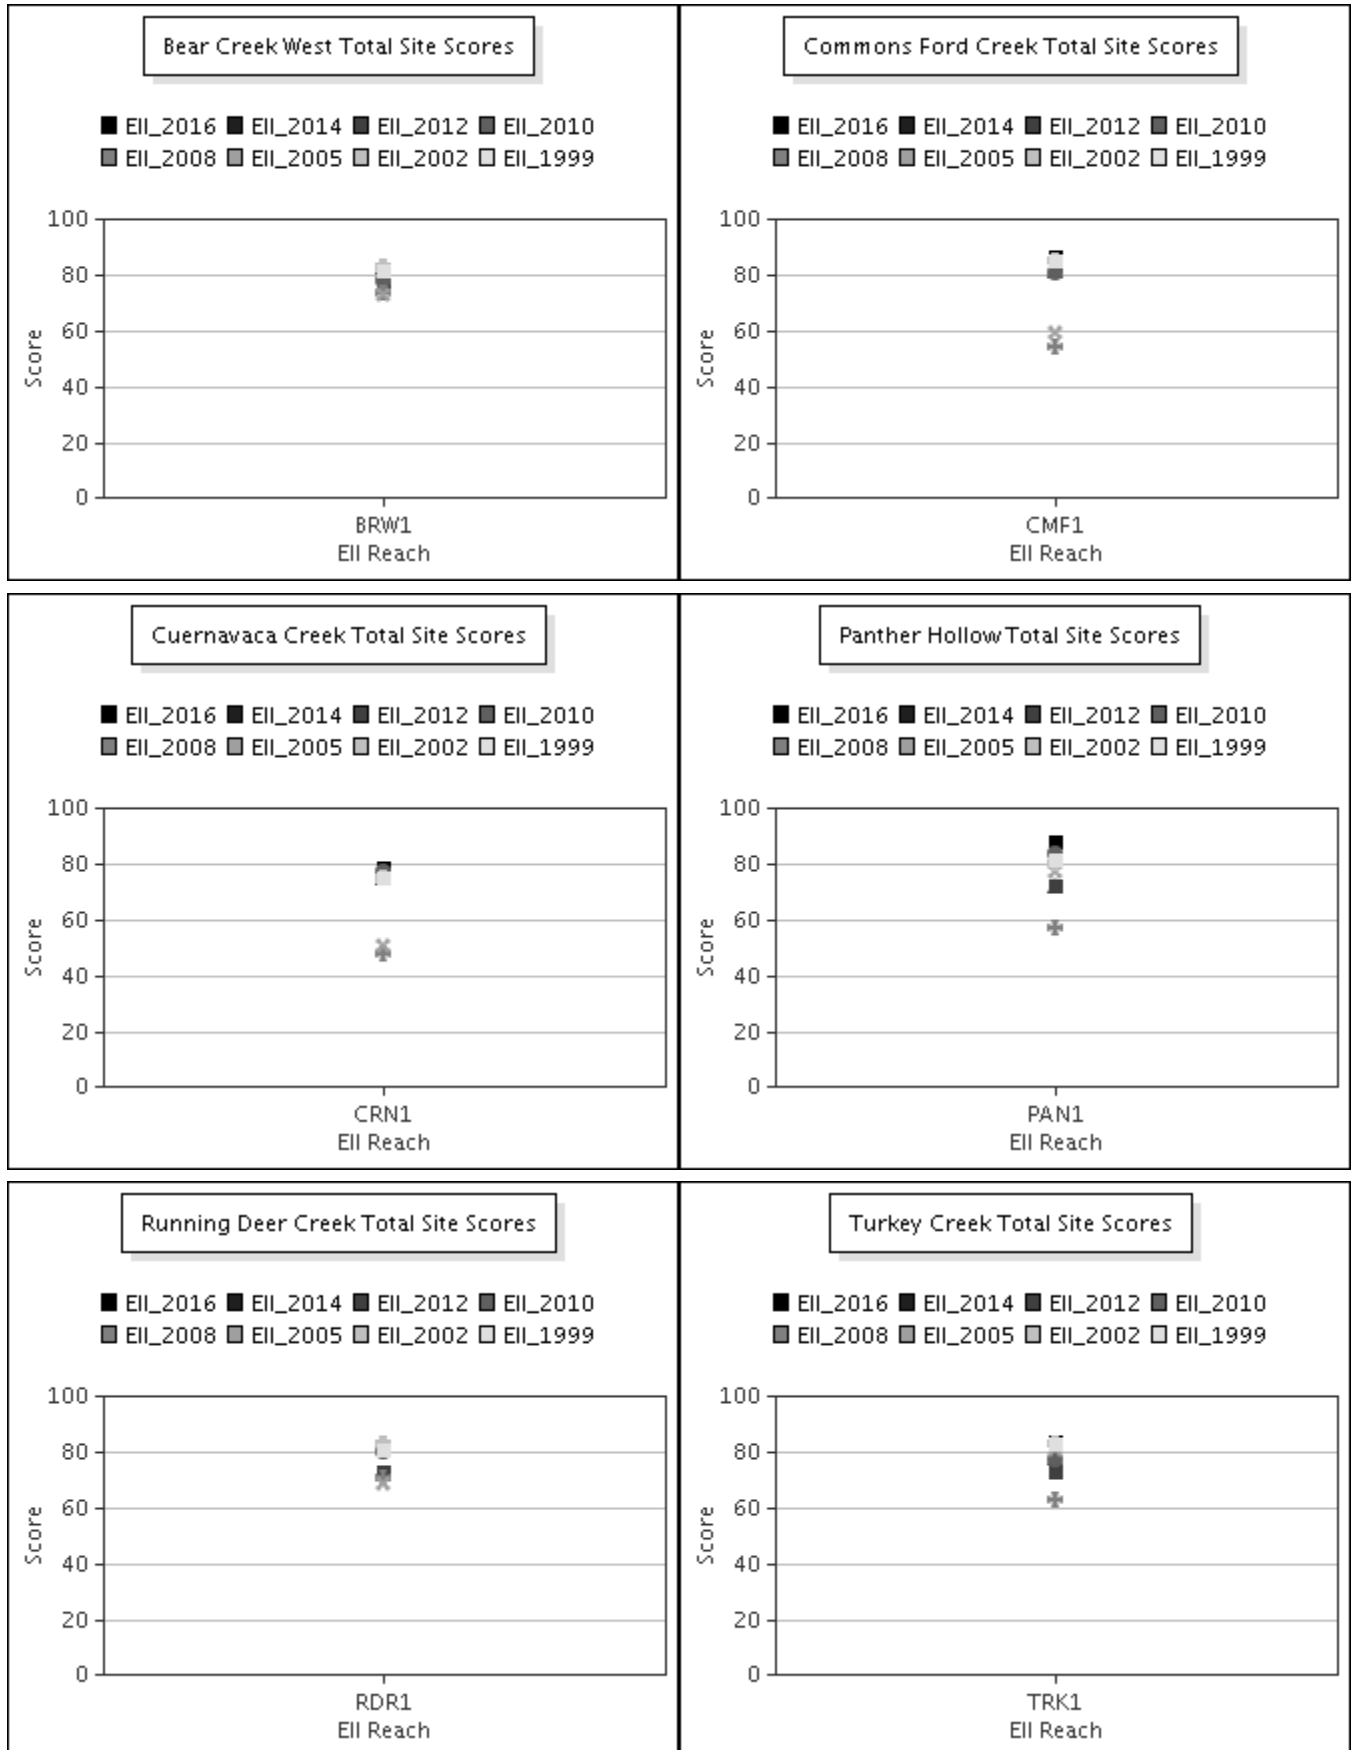 Bear Creek West Total Site Scores
EII_2016 EII_2014 EII_2012 EII_2010
EII_2008 EII_2005 EII_2002 EII_1999
100
80
60
40
20
0
Score
BRW1
EII Reach
Commons Ford Creek Total Site Scores
EII_2016 EII_2014 EII_2012 EII_2010
EII_2008 EII_2005 EII_2002 EII_1999
100
80
60
40
20
0
Score
CMF1
EII Reach
Cuernavaca Creek Total Site Scores
EII_2016 EII_2014 EII_2012 EII_2010
EII_2008 EII_2005 EII_2002 EII_1999
100
80
60
40
20
0
Score
CRN1
EII Reach
Panther Hollow Total Site Scores
EII_2016 EII_2014 EII_2012 EII_2010
EII_2008 EII_2005 EII_2002 EII_1999
100
80
60
40
20
0
Score
PAN1
EII Reach
Running Deer Creek Total Site Scores
EII_2016 EII_2014 EII_2012 EII_2010
EII_2008 EII_2005 EII_2002 EII_1999
100
80
60
40
20
0
Score
RDR1
EII Reach
Turkey Creek Total Site Scores
EII_2016 EII_2014 EII_2012 EII_2010
EII_2008 EII_2005 EII_2002 EII_1999
100
80
60
40
20
0
Score
TRK1
EII Reach